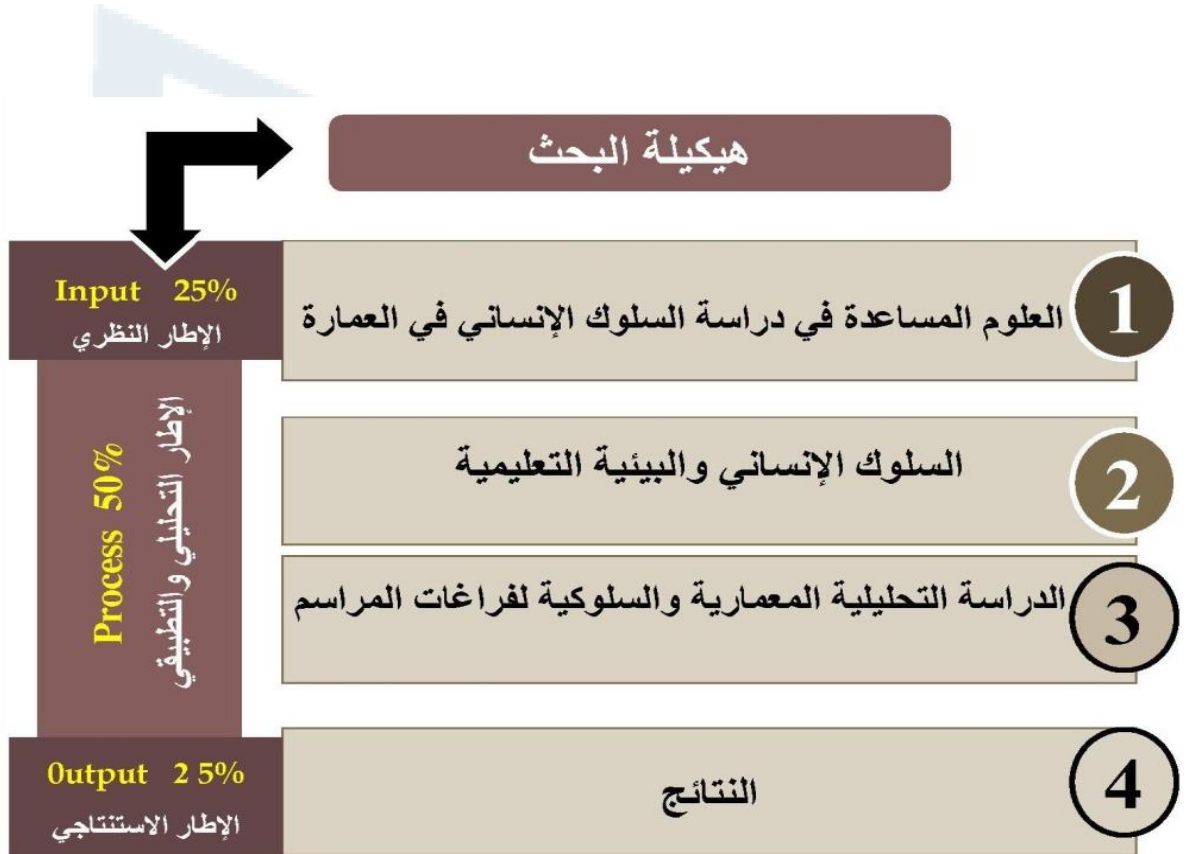 هيكيلة البحث
1
العلوم المساعدة في دراسة السلوك الإنساني في العمارة
Input 25%
الإطار النظري
2
السلوك الإنساني والبيئية التعليمية
3
الدراسة التحليلية المعمارية والسلوكية لفراغات المراسم
Process 50%
الإطار التحليلي والتطبيقي
4
النتائج
0utput 2 5%
الإطار الاستنتاجي